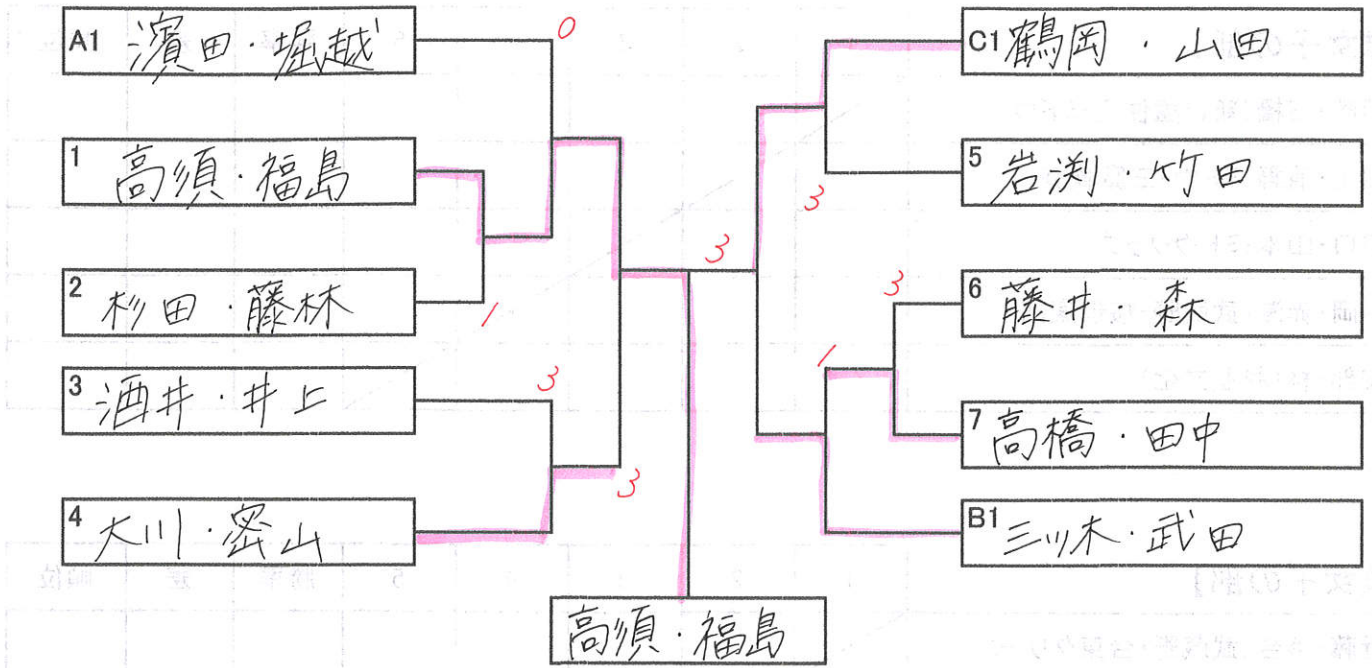 A1 濱田・堀越
0
1 高須・福島
2 杉田・藤林
1
3 酒井・井上
3
4 大川・密山
3
高須・福島
3
C1 鶴岡・山田
5 岩渕・竹田
3
6 藤井・森
3
1
7 高橋・田中
B1 三ツ木・武田